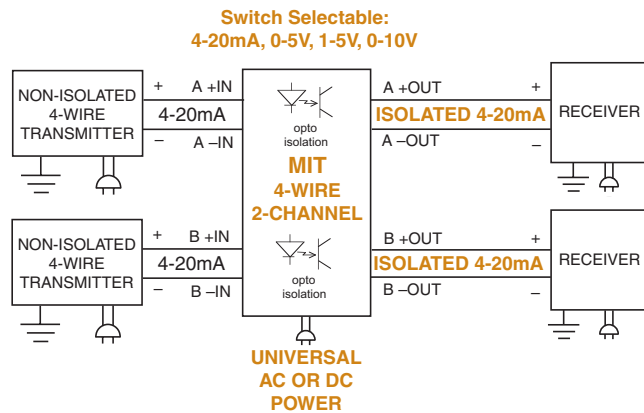 Switch Selectable:
4-20mA, 0-5V, 1-5V, 0-10V
NON-ISOLATED
4-WIRE
TRANSMITTER
+
A +IN
4-20mA
–
A –IN
opto
isolation
MIT
4-WIRE
2-CHANNEL
A +OUT
+
ISOLATED 4-20mA
A –OUT
–
RECEIVER
NON-ISOLATED
4-WIRE
TRANSMITTER
+
B +IN
4-20mA
–
B –IN
opto
isolation
B +OUT
+
ISOLATED 4-20mA
B –OUT
–
RECEIVER
UNIVERSAL
AC OR DC
POWER